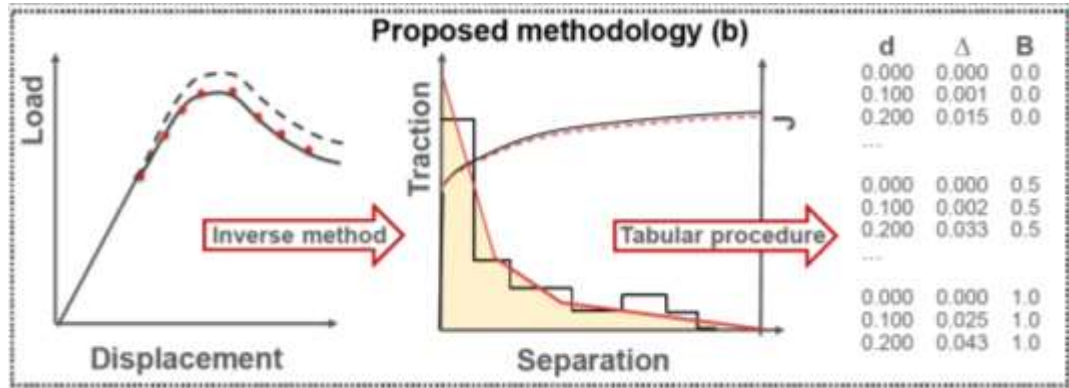 Proposed methodology (b)
Load
Displacement
Inverse method
Traction
J
Separation
Tabular procedure
d Δ B
0.000 0.000 0.0
0.100 0.001 0.0
0.200 0.015 0.0
...
0.000 0.000 0.5
0.100 0.002 0.5
0.200 0.033 0.5
...
0.000 0.000 1.0
0.100 0.025 1.0
0.200 0.043 1.0